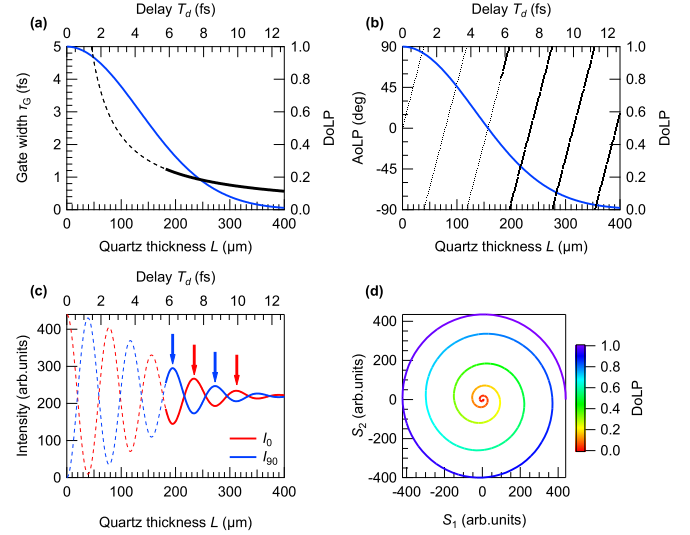 (a)
Delay T_d (fs)
0 2 4 6 8 10 12
5
4
3
2
1
0
Gate width τ_G (fs)
1.0
0.8
0.6
0.4
0.2
0.0
DoLP
0 100 200 300 400
Quartz thickness L (µm)
(b)
Delay T_d (fs)
0 2 4 6 8 10 12
90
45
0
-45
-90
AoLP (deg)
1.0
0.8
0.6
0.4
0.2
0.0
DoLP
0 100 200 300 400
Quartz thickness L (µm)
(c)
Delay T_d (fs)
0 2 4 6 8 10 12
400
300
200
100
0
Intensity (arb.units)
I_0
I_90
0 100 200 300 400
Quartz thickness L (µm)
(d)
400
200
0
-200
-400
S_2 (arb.units)
-400 -200 0 200 400
S_1 (arb.units)
1.0
0.8
0.6
0.4
0.2
0.0
DoLP